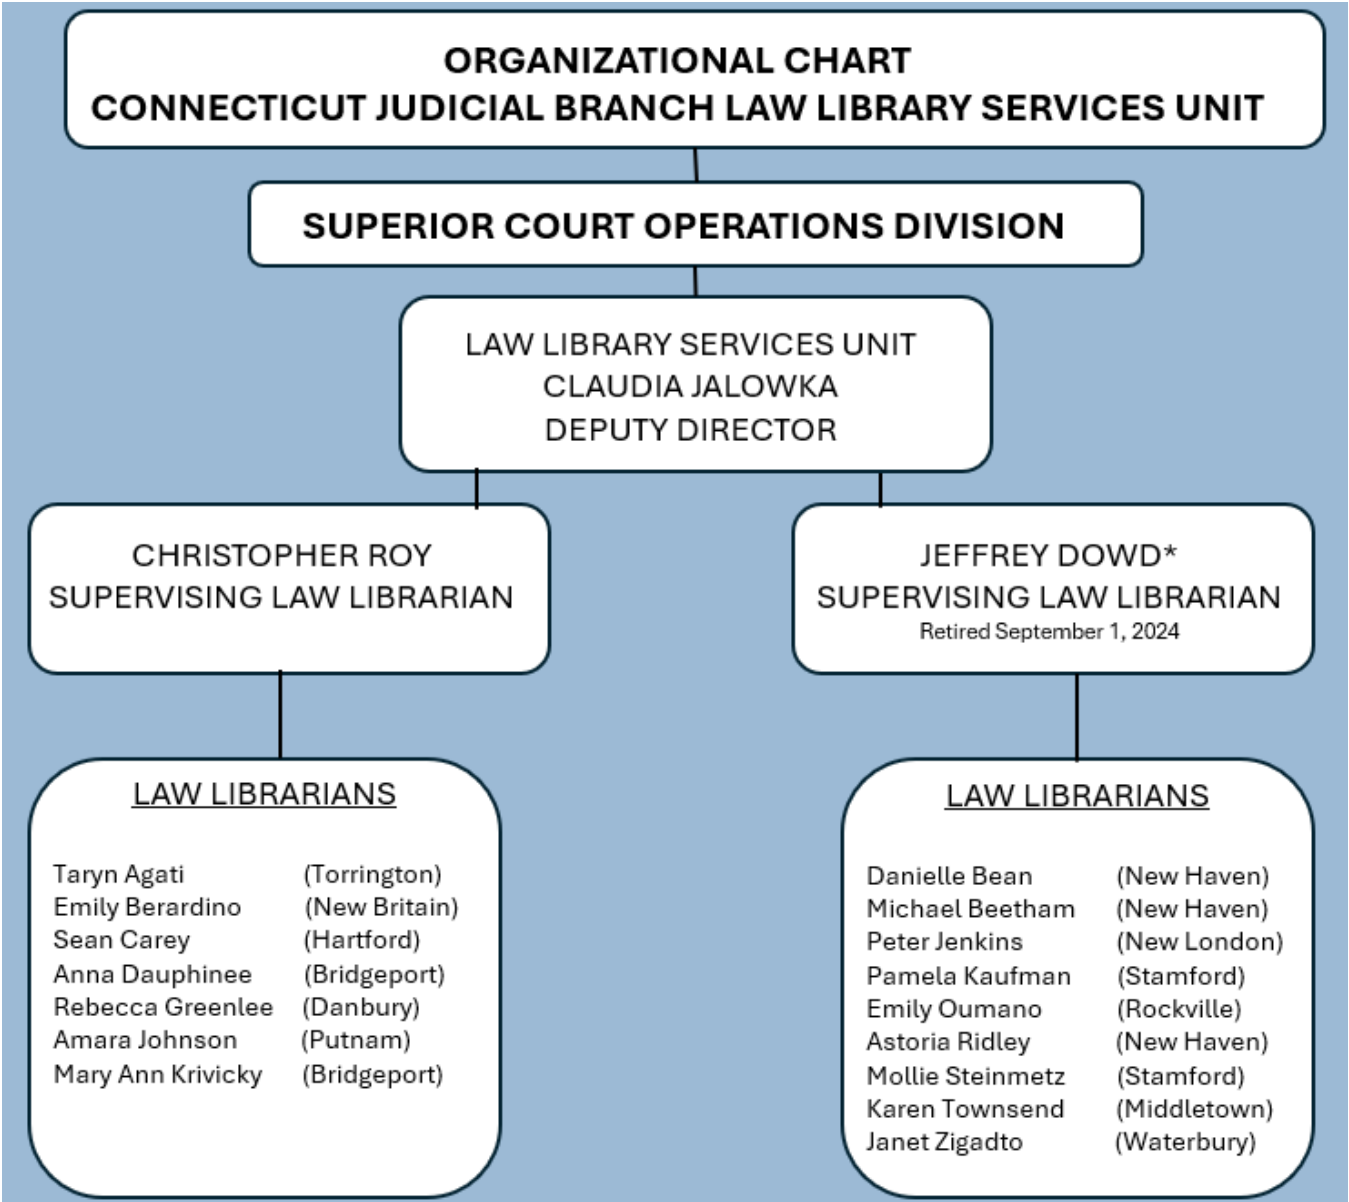 ORGANIZATIONAL CHART
CONNECTICUT JUDICIAL BRANCH LAW LIBRARY SERVICES UNIT
SUPERIOR COURT OPERATIONS DIVISION
LAW LIBRARY SERVICES UNIT
CLAUDIA JALOWKA
DEPUTY DIRECTOR
CHRISTOPHER ROY
SUPERVISING LAW LIBRARIAN
JEFFREY DOWD*
SUPERVISING LAW LIBRARIAN
Retired September 1, 2024
LAW LIBRARIANS
Taryn Agati (Torrington)
Emily Berardino (New Britain)
Sean Carey (Hartford)
Anna Dauphinee (Bridgeport)
Rebecca Greenlee (Danbury)
Amara Johnson (Putnam)
Mary Ann Krivicky (Bridgeport)
LAW LIBRARIANS
Danielle Bean (New Haven)
Michael Beetham (New Haven)
Peter Jenkins (New London)
Pamela Kaufman (Stamford)
Emily Oumano (Rockville)
Astoria Ridley (New Haven)
Mollie Steinmetz (Stamford)
Karen Townsend (Middletown)
Janet Zigadto (Waterbury)